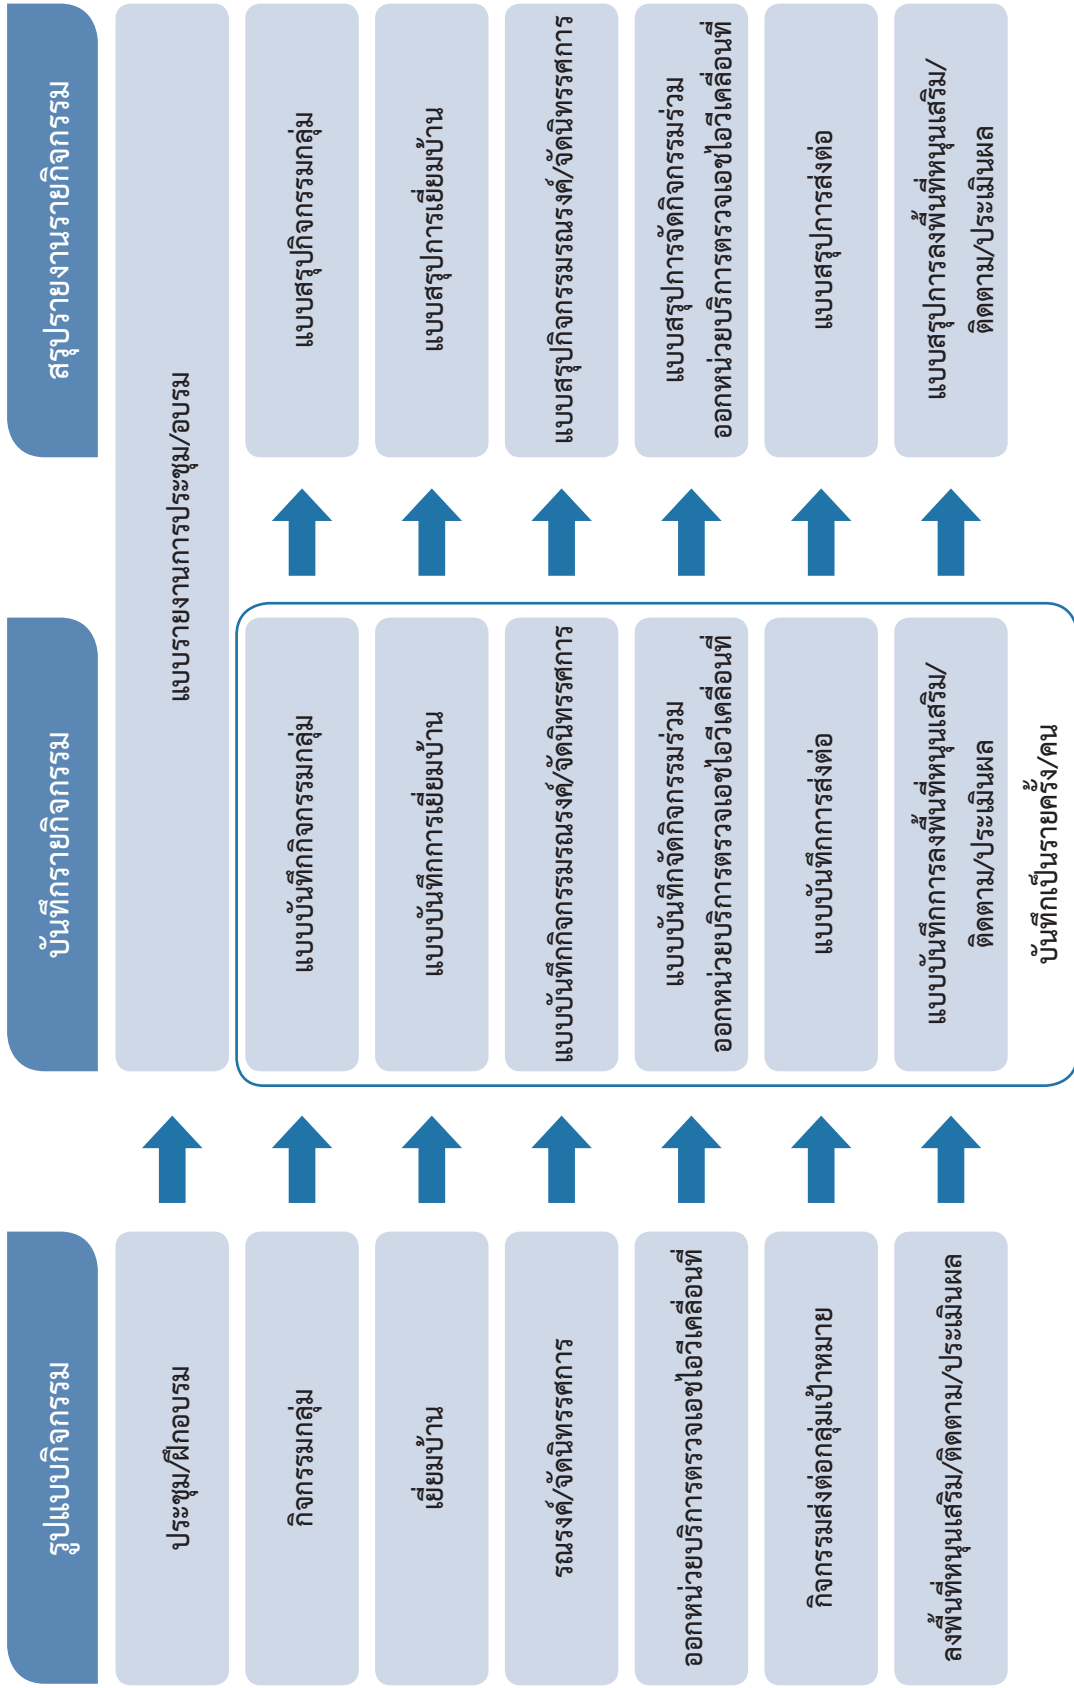 รูปแบบกิจกรรม
บันทึกรายกิจกรรม
สรุปรายงานรายกิจกรรม
ประชุม/ฝึกอบรม
แบบรายงานการประชุม/อบรม
กิจกรรมกลุ่ม
แบบบันทึกกิจกรรมกลุ่ม
แบบสรุปกิจกรรมกลุ่ม
เยี่ยมบ้าน
แบบบันทึกการเยี่ยมบ้าน
แบบสรุปการเยี่ยมบ้าน
รณรงค์/จัดนิทรรศการ
แบบบันทึกกิจกรรมรณรงค์/จัดนิทรรศการ
แบบสรุปกิจกรรมรณรงค์/จัดนิทรรศการ
ออกหน่วยบริการตรวจเอชไอวีเคลื่อนที่
แบบบันทึกจัดกิจกรรมร่วม
ออกหน่วยบริการตรวจเอชไอวีเคลื่อนที่
แบบสรุปการจัดกิจกรรมร่วม
ออกหน่วยบริการตรวจเอชไอวีเคลื่อนที่
กิจกรรมส่งต่อกลุ่มเป้าหมาย
แบบบันทึกการส่งต่อ
แบบสรุปการส่งต่อ
ลงพื้นที่หนุนเสริม/ติดตาม/ประเมินผล
แบบบันทึกการลงพื้นที่หนุนเสริม/
ติดตาม/ประเมินผล
แบบสรุปการลงพื้นที่หนุนเสริม/
ติดตาม/ประเมินผล
บันทึกเป็นรายครั้ง/คน